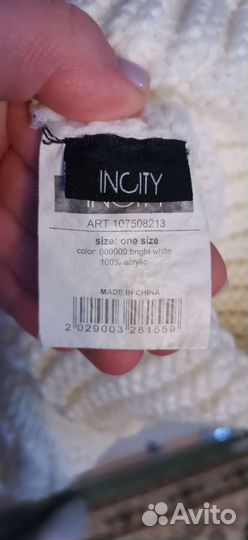 INCITY
INCITY
ART 107508213
size: one size
color: 000000 bright white
100% acrylic
MADE IN CHINA
2 029003 281559
Avito